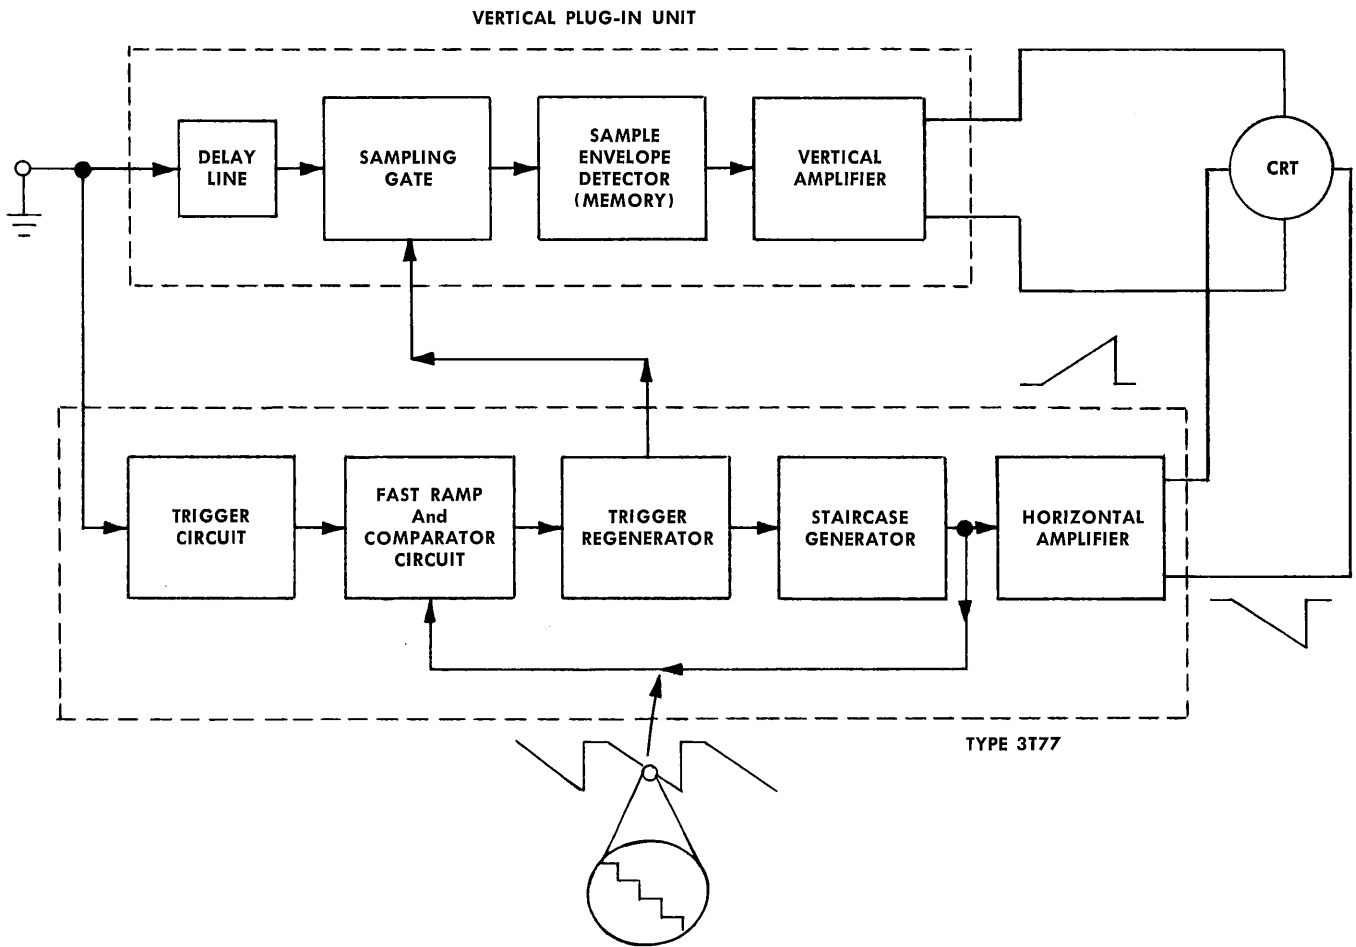 VERTICAL PLUG-IN UNIT
DELAY
LINE
SAMPLING
GATE
SAMPLE
ENVELOPE
DETECTOR
(MEMORY)
VERTICAL
AMPLIFIER
CRT
TRIGGER
CIRCUIT
FAST RAMP
And
COMPARATOR
CIRCUIT
TRIGGER
REGENERATOR
STAIRCASE
GENERATOR
HORIZONTAL
AMPLIFIER
TYPE 3T77